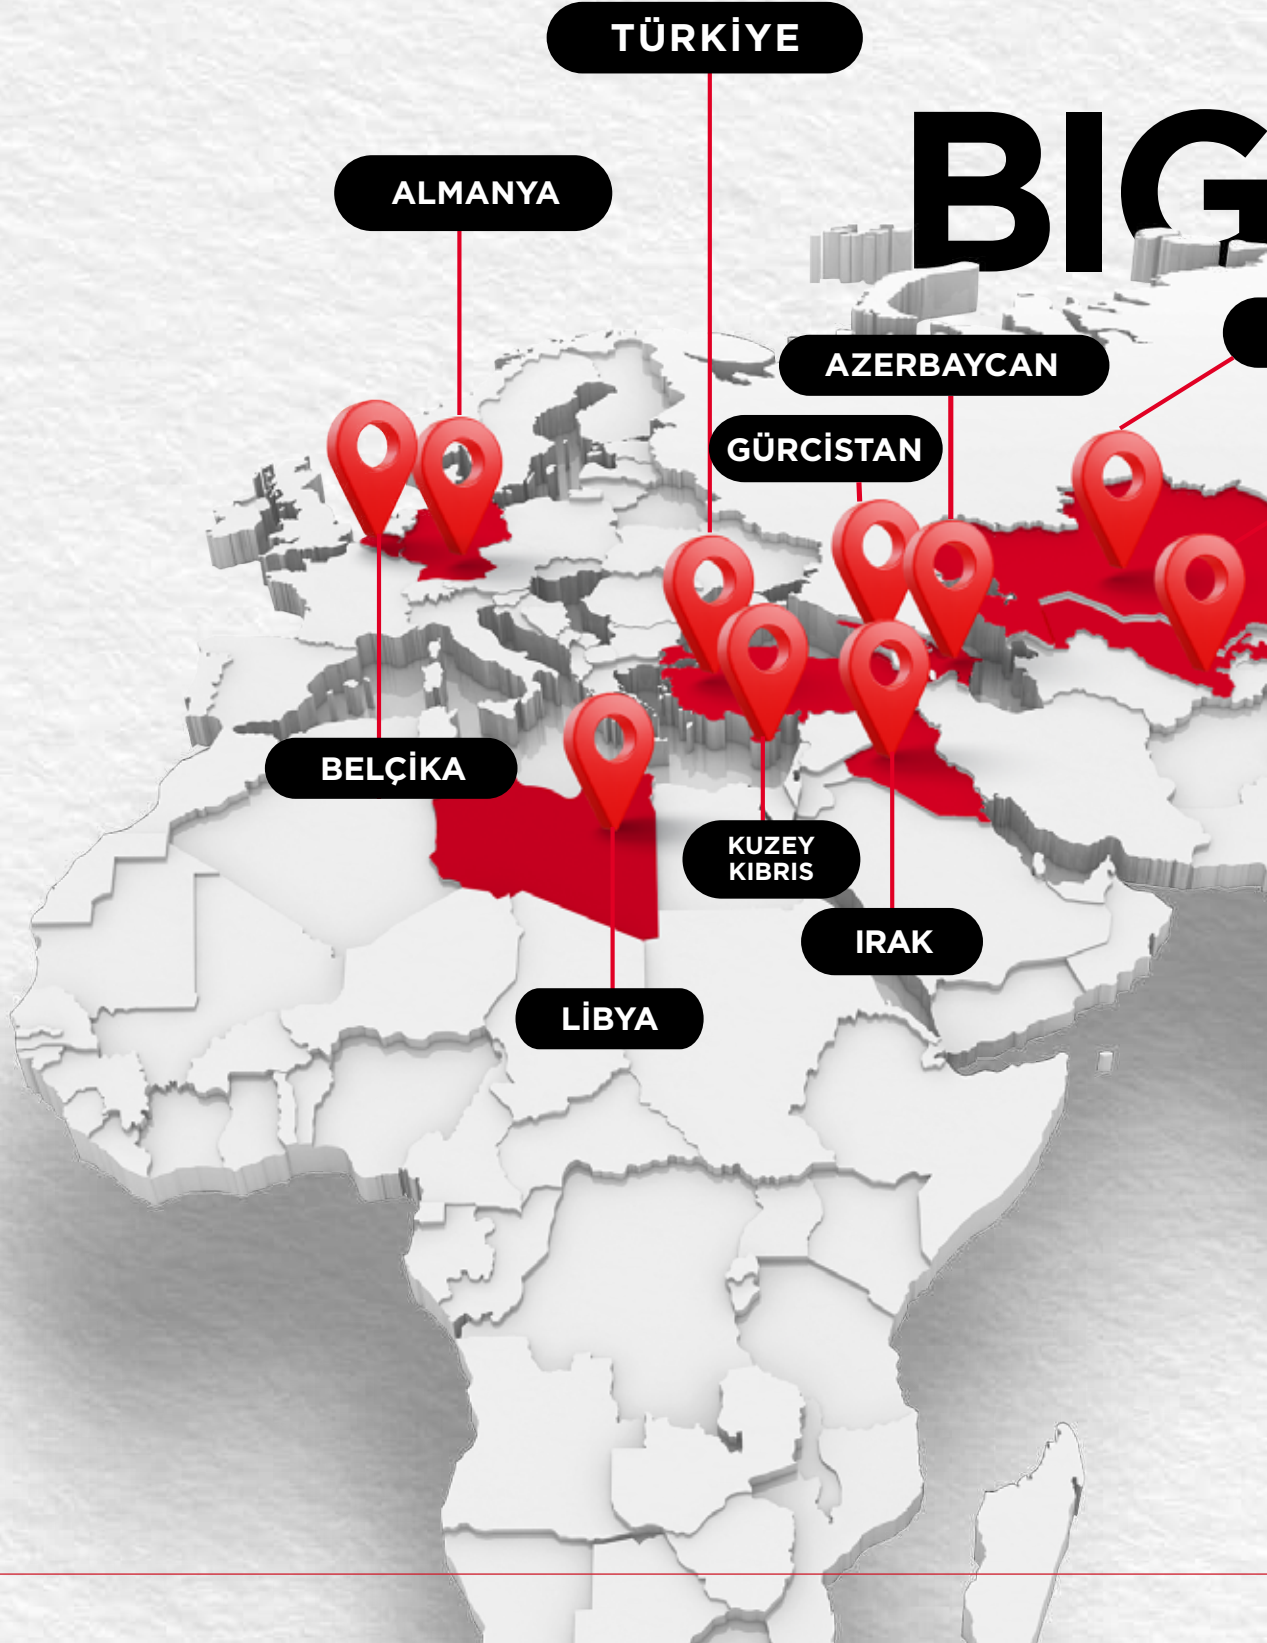 TÜRKİYE
BIG
ALMANYA
AZERBAYCAN
GÜRCİSTAN
BELÇİKA
KUZEY
KIBRIS
IRAK
LİBYA